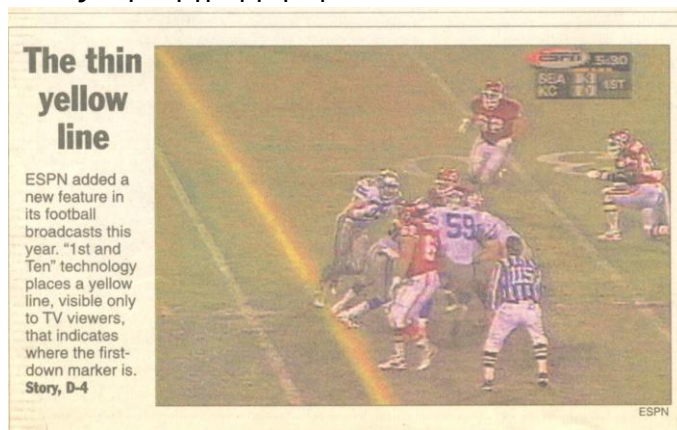 The thin
yellow
line
ESPN added a
new feature in
its football
broadcasts this
year. "1st and
Ten" technology
places a yellow
line, visible only
to TV viewers,
that indicates
where the first-
down marker is.
Story, D-4
ESPN 5:30
SEA
KC 0 1ST
59
ESPN